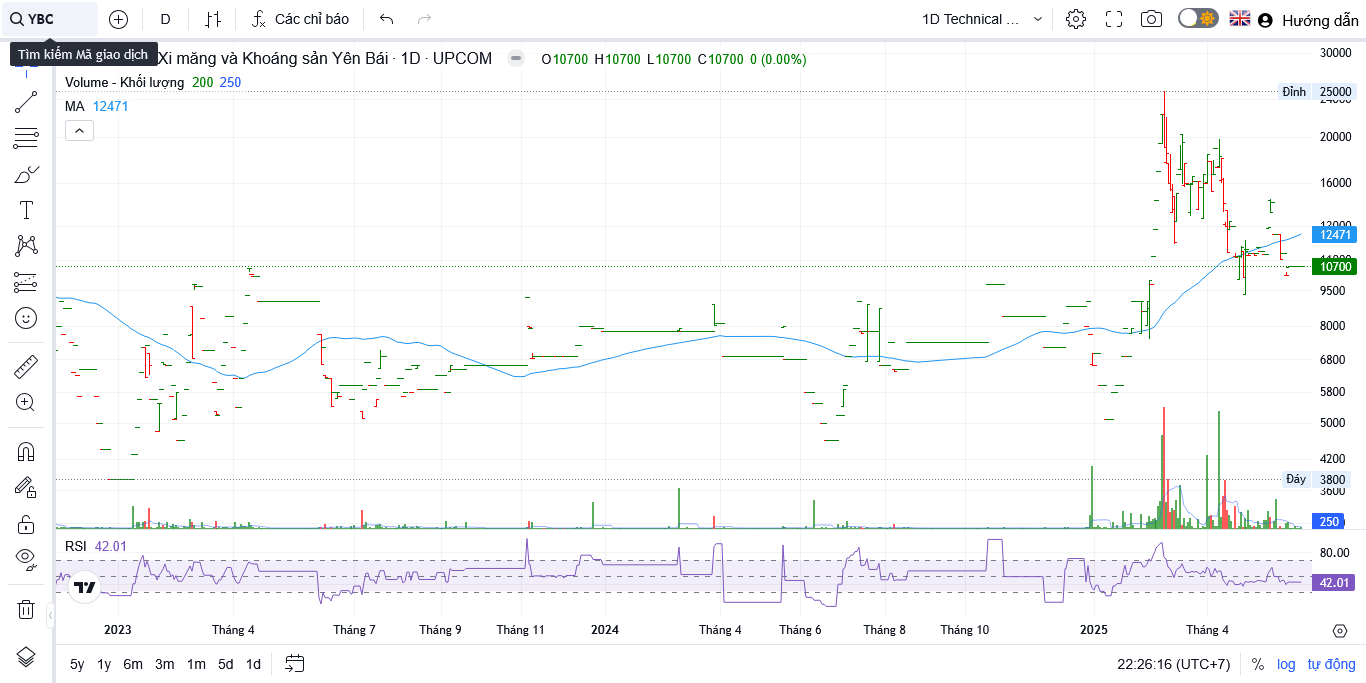 YBC D Các chỉ báo 1D Technical ... Hướng dẫn
Tìm kiếm Mã giao dịch
Xi măng và Khoáng sản Yên Bái · 1D · UPCOM O10700 H10700 L10700 C10700 0 (0.00%)
Volume - Khối lượng 200 250
MA 12471
30000
Đỉnh 25000
20000
16000
12471
10700
9500
8000
6800
5800
5000
4200
Đáy 3800
3600
250
RSI 42.01
80.00
42.01
2023 Tháng 4 Tháng 7 Tháng 9 Tháng 11 2024 Tháng 4 Tháng 6 Tháng 8 Tháng 10 2025 Tháng 4
5y 1y 6m 3m 1m 5d 1d 22:26:16 (UTC+7) % log tự động